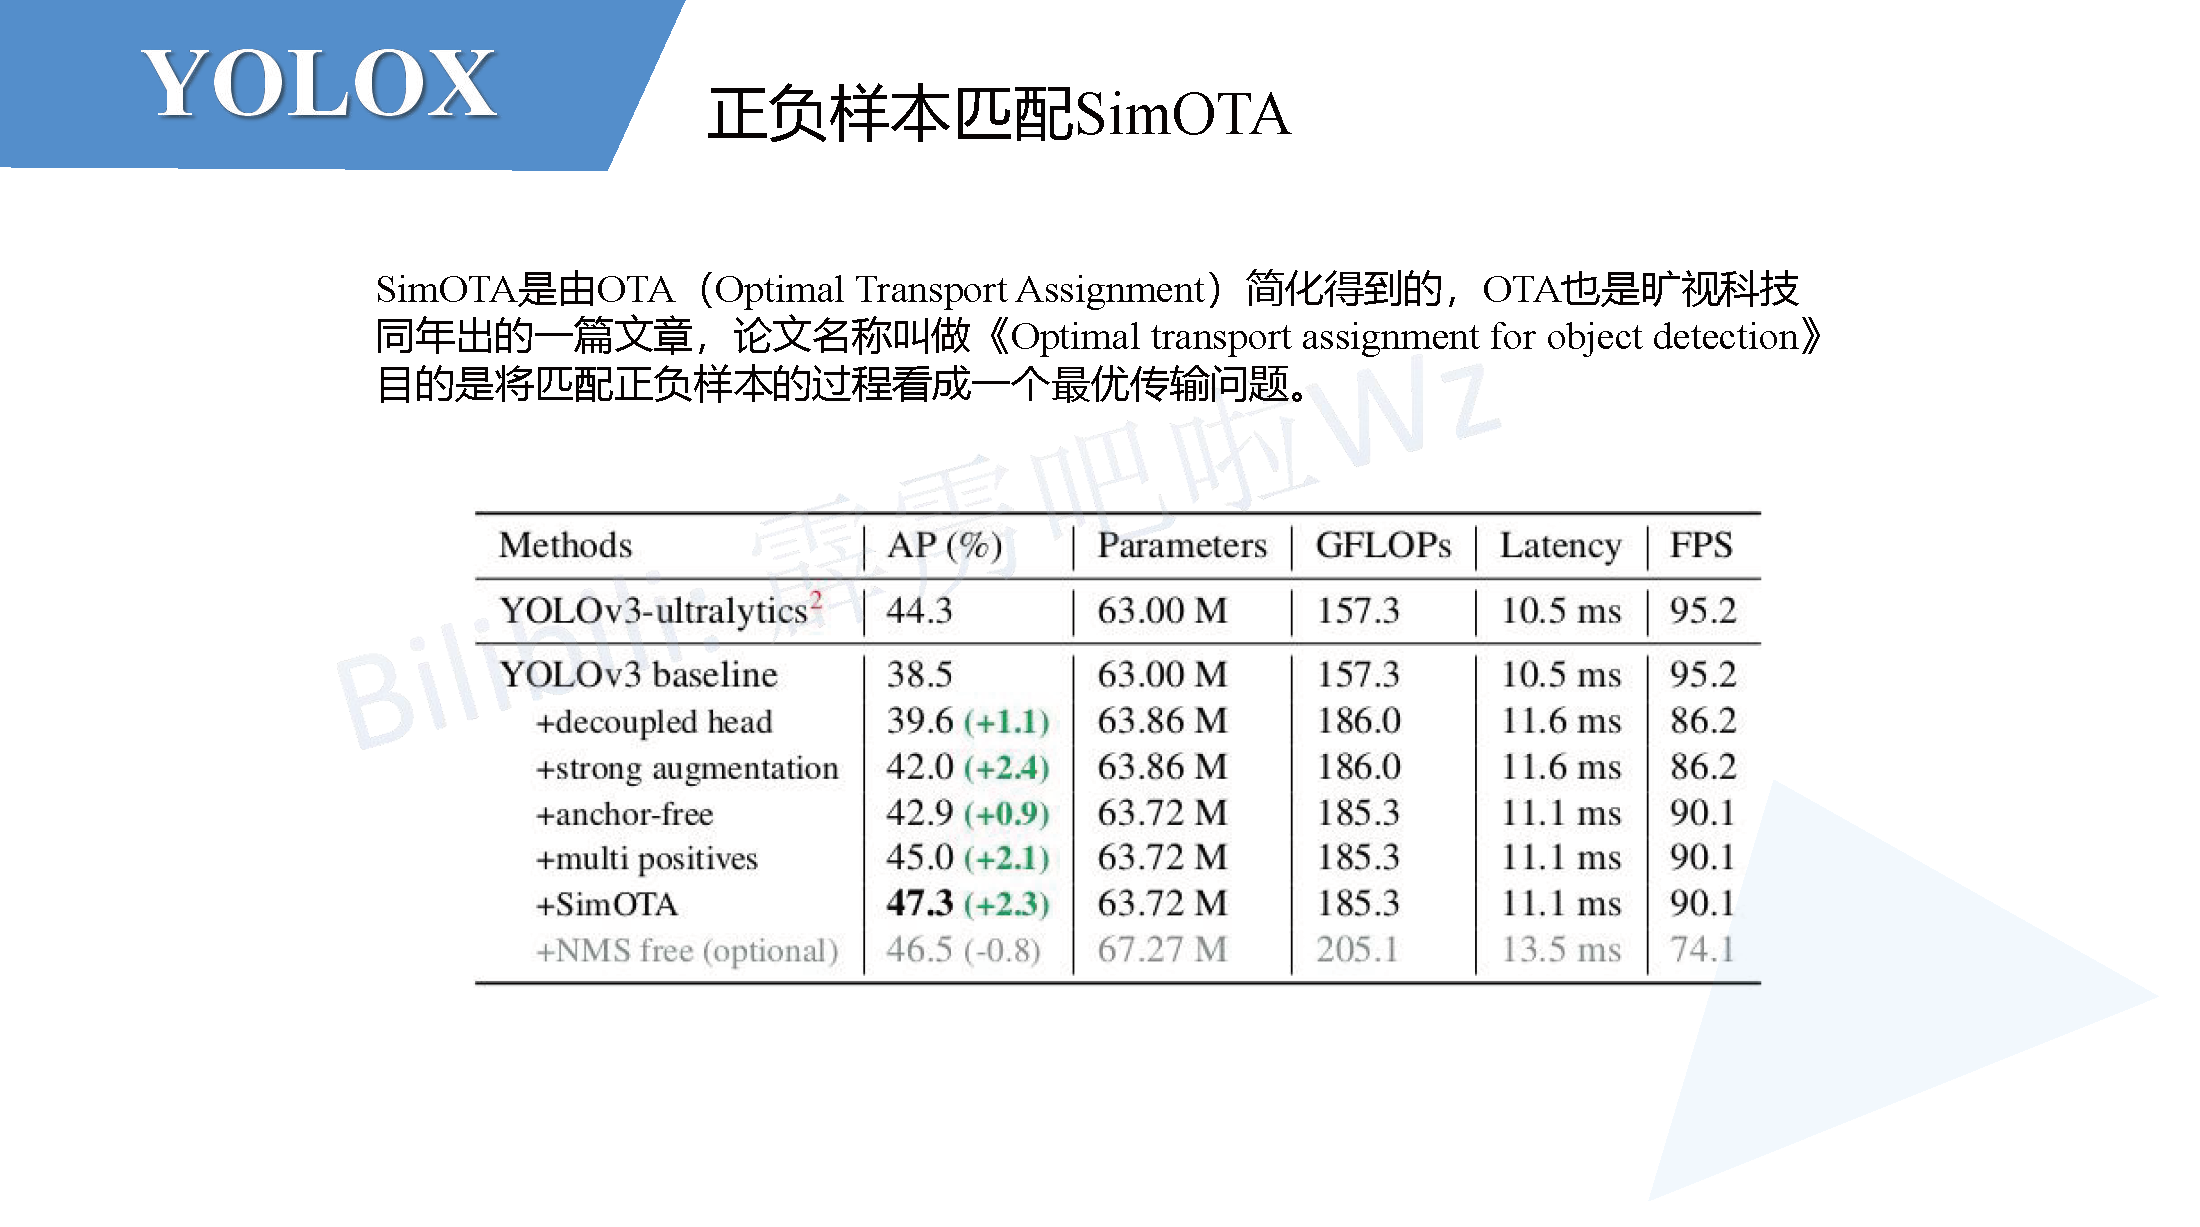 YOLOX
正负样本匹配SimOTA
SimOTA是由OTA（Optimal Transport Assignment）简化得到的，OTA也是旷视科技
同年出的一篇文章，论文名称叫做《Optimal transport assignment for object detection》
目的是将匹配正负样本的过程看成一个最优传输问题。
Bilibili: 霹雳吧啦Wz
Methods AP (%) Parameters GFLOPs Latency FPS
YOLOv3-ultralytics2 44.3 63.00 M 157.3 10.5 ms 95.2
YOLOv3 baseline 38.5 63.00 M 157.3 10.5 ms 95.2
+decoupled head 39.6 (+1.1) 63.86 M 186.0 11.6 ms 86.2
+strong augmentation 42.0 (+2.4) 63.86 M 186.0 11.6 ms 86.2
+anchor-free 42.9 (+0.9) 63.72 M 185.3 11.1 ms 90.1
+multi positives 45.0 (+2.1) 63.72 M 185.3 11.1 ms 90.1
+SimOTA 47.3 (+2.3) 63.72 M 185.3 11.1 ms 90.1
+NMS free (optional) 46.5 (-0.8) 67.27 M 205.1 13.5 ms 74.1